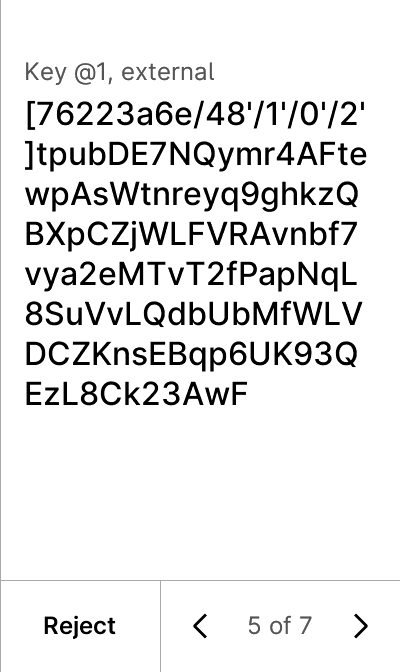 Key @1, external
[76223a6e/48'/1'/0'/2'
]tpubDE7NQymr4AFte
wpAsWtnreyq9ghkzQ
BXpCZjWLFVRAvnbf7
vya2eMTvT2fPapNqL
8SuVvLQdbUbMfWLV
DCZKnsEBqp6UK93Q
EzL8Ck23AwF
Reject
5 of 7